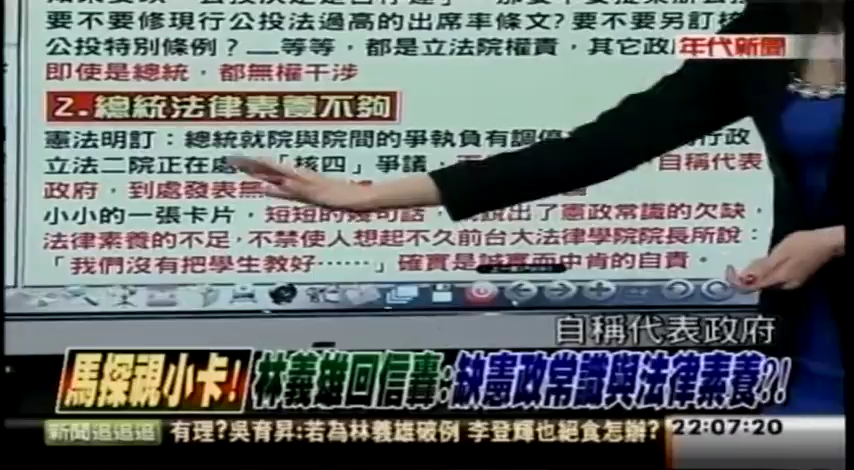 要不要修現行公投法過高的出席率條文?要不要另訂核
公投特別條例?——等等,都是立法院權責,其它政
年代新聞
即使是總統,都無權干涉
2.總統法律素養不夠
憲法明訂:總統就院與院間的爭執負有調停 行政
立法二院正在處 「核四」爭議, 自稱代表
政府,到處發表無
小小的一張卡片,短短的幾句話, 說出了憲政常識的欠缺,
法律素養的不足,不禁使人想起不久前台大法律學院院長所說:
「我們沒有把學生教好……」確實是誠實而中肯的自責。
自稱代表政府
馬探視小卡!林義雄回信轟:缺憲政常識與法律素養?!
新聞追追追 有理?吳育昇:若為林義雄破例 李登輝也絕食怎辦? 22:07:20